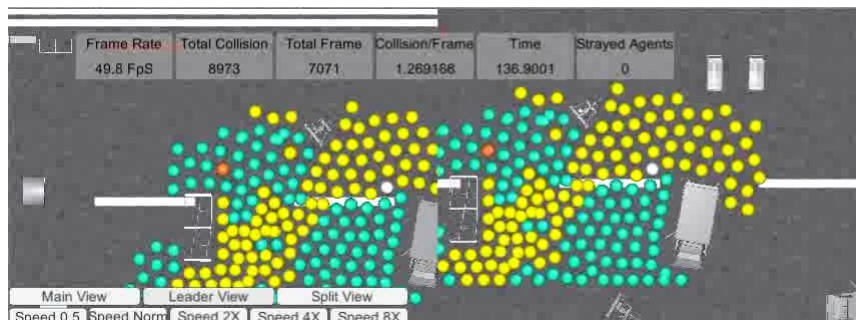 Frame Rate Total Collision Total Frame Collision/Frame Time Strayed Agents
49.8 FpS 8973 7071 1.269168 136.9001 0
Main View Leader View Split View
Speed 0.5 Speed Norm Speed 2X Speed 4X Speed 8X